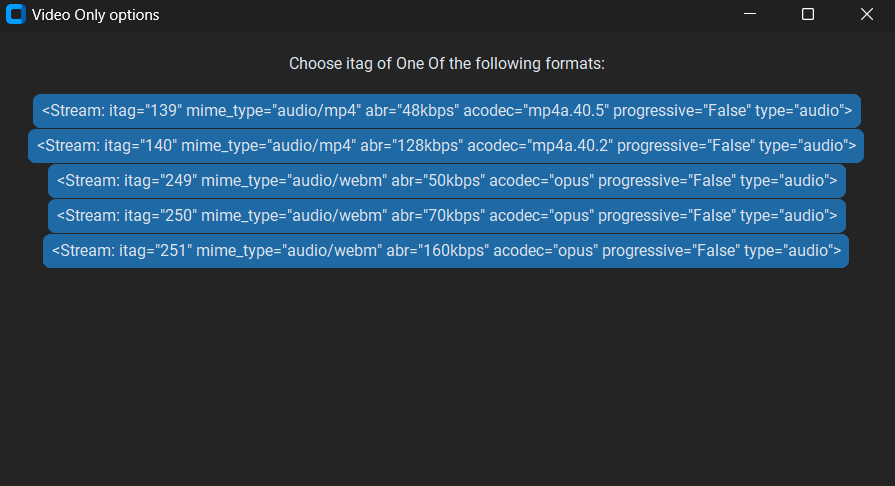 Video Only options
Choose itag of One Of the following formats:
<Stream: itag="139" mime_type="audio/mp4" abr="48kbps" acodec="mp4a.40.5" progressive="False" type="audio">
<Stream: itag="140" mime_type="audio/mp4" abr="128kbps" acodec="mp4a.40.2" progressive="False" type="audio">
<Stream: itag="249" mime_type="audio/webm" abr="50kbps" acodec="opus" progressive="False" type="audio">
<Stream: itag="250" mime_type="audio/webm" abr="70kbps" acodec="opus" progressive="False" type="audio">
<Stream: itag="251" mime_type="audio/webm" abr="160kbps" acodec="opus" progressive="False" type="audio">